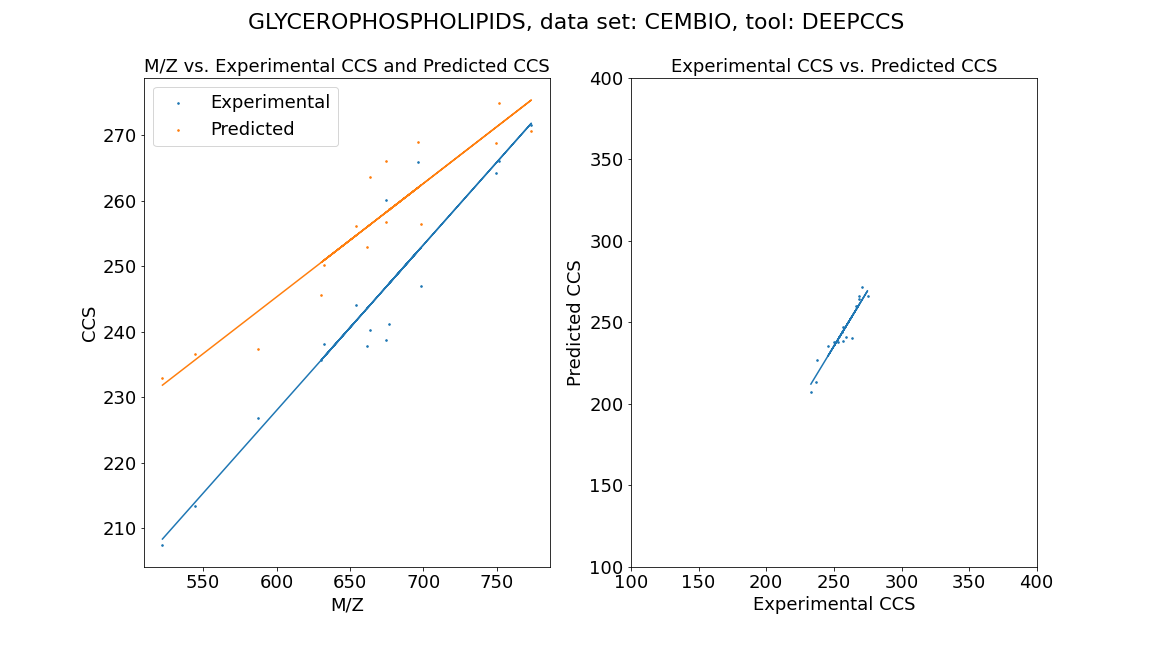 GLYCEROPHOSPHOLIPIDS, data set: CEMBIO, tool: DEEPCCS
M/Z vs. Experimental CCS and Predicted CCS
Experimental
Predicted
270
260
250
240
230
220
210
CCS
550 600 650 700 750
M/Z
Experimental CCS vs. Predicted CCS
400
350
300
250
200
150
100
Predicted CCS
100 150 200 250 300 350 400
Experimental CCS